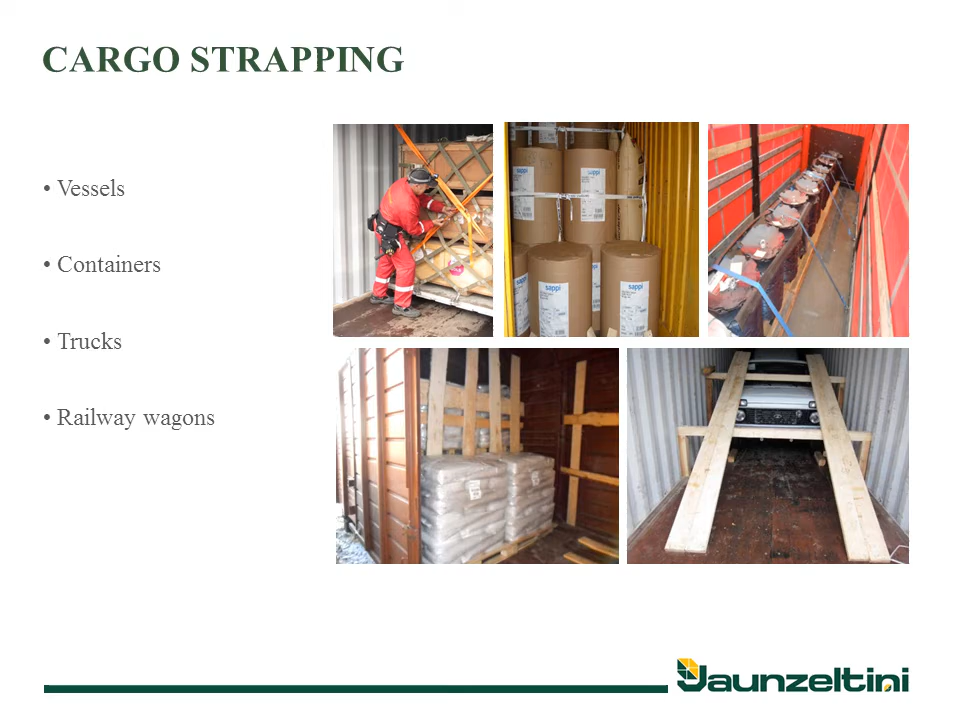 CARGO STRAPPING
• Vessels
• Containers
• Trucks
• Railway wagons
sappi
sappi
sappi
sappi
Jaunzeltini